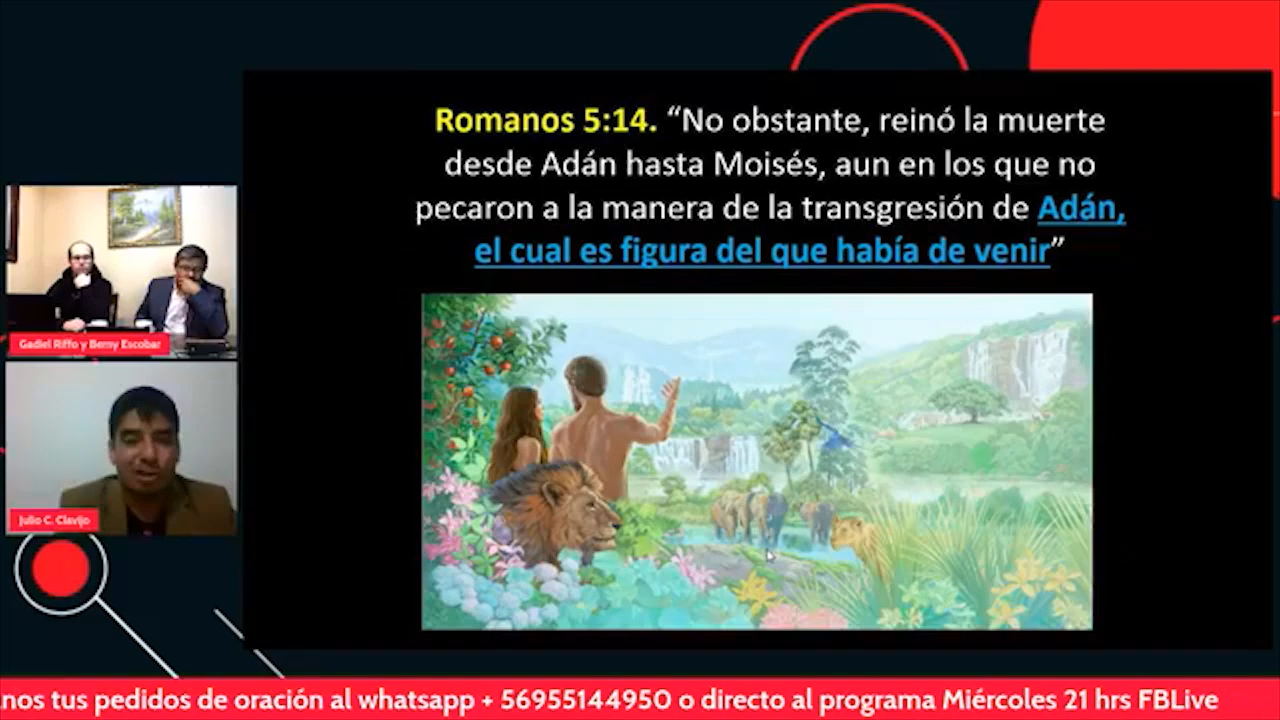 Romanos 5:14. “No obstante, reinó la muerte
desde Adán hasta Moisés, aun en los que no
pecaron a la manera de la transgresión de Adán,
el cual es figura del que había de venir”
Gadiel Riffo y Berny Escobar
Julio C. Clavijo
nos tus pedidos de oración al whatsapp + 56955144950 o directo al programa Miércoles 21 hrs FBLive